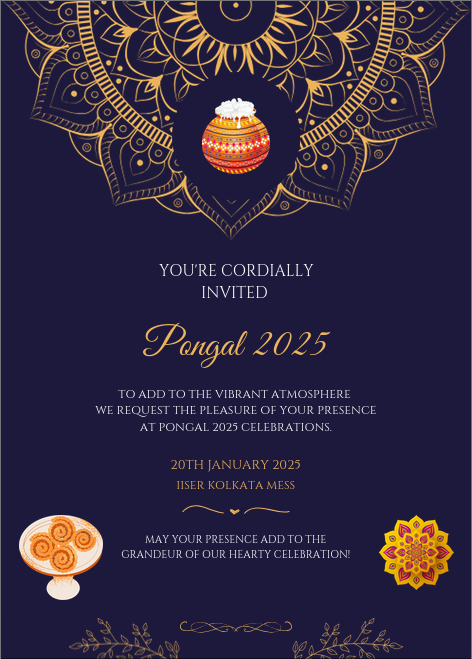 YOU'RE CORDIALLY
INVITED
Pongal 2025
TO ADD TO THE VIBRANT ATMOSPHERE
WE REQUEST THE PLEASURE OF YOUR PRESENCE
AT PONGAL 2025 CELEBRATIONS.
20TH JANUARY 2025
IISER KOLKATA MESS
MAY YOUR PRESENCE ADD TO THE
GRANDEUR OF OUR HEARTY CELEBRATION!